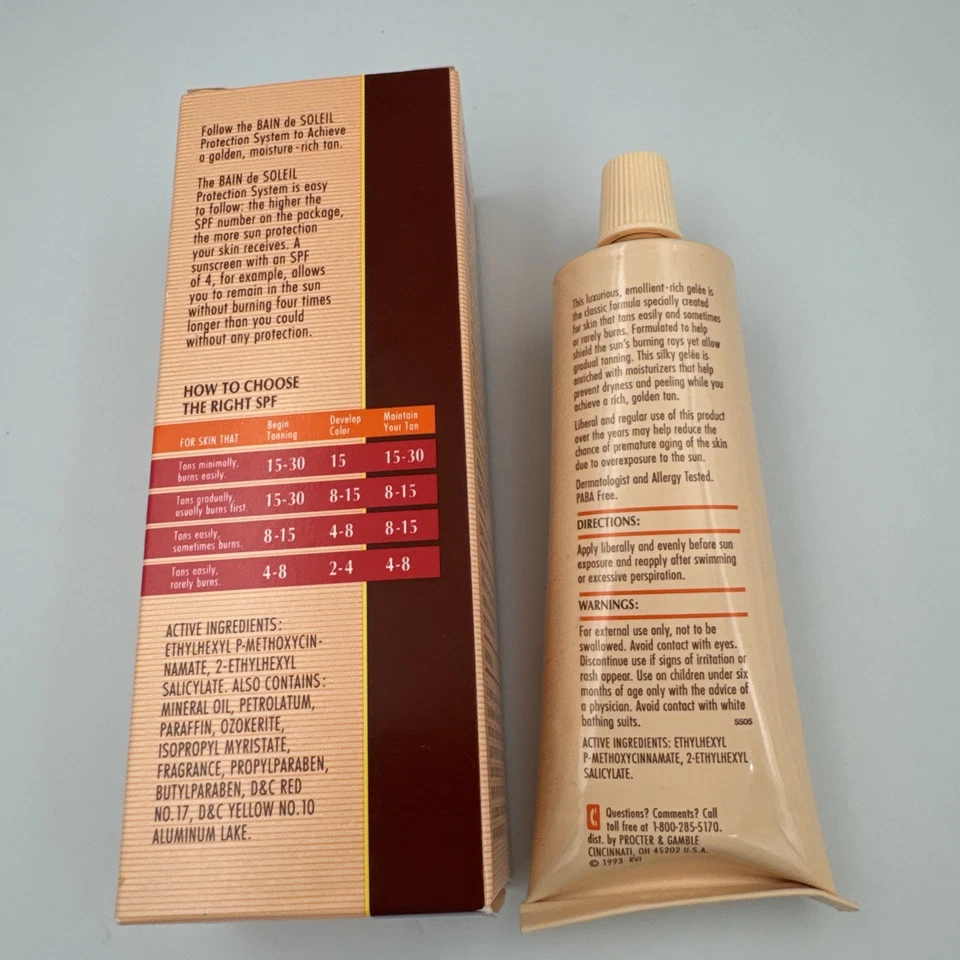 Follow the BAIN de SOLEIL
Protection System to Achieve
a golden, moisture-rich tan.
The BAIN de SOLEIL
Protection System is easy
to follow: the higher the
SPF number on the package,
the more sun protection
your skin receives. A
sunscreen with an SPF
of 4, for example, allows
you to remain in the sun
without burning four times
longer than you could
without any protection.
HOW TO CHOOSE
THE RIGHT SPF
FOR SKIN THAT Begin Tanning Develop Color Maintain Your Tan
Tans minimally, burns easily. 15-30 15 15-30
Tans gradually, usually burns first. 15-30 8-15 8-15
Tans easily, sometimes burns. 8-15 4-8 8-15
Tans easily, rarely burns. 4-8 2-4 4-8
ACTIVE INGREDIENTS:
ETHYLHEXYL P-METHOXYCIN-
NAMATE, 2-ETHYLHEXYL
SALICYLATE. ALSO CONTAINS:
MINERAL OIL, PETROLATUM,
PARAFFIN, OZOKERITE,
ISOPROPYL MYRISTATE,
FRAGRANCE, PROPYLPARABEN,
BUTYLPARABEN, D&C RED
NO.17, D&C YELLOW NO.10
ALUMINUM LAKE.
This luxurious, emollient-rich gelée is
the classic formula specially created
for skin that tans easily and sometimes
or rarely burns. Formulated to help
shield the sun's burning rays yet allow
gradual tanning. This silky gelée is
enriched with moisturizers that help
prevent dryness and peeling while you
achieve a rich, golden tan.
Liberal and regular use of this product
over the years may help reduce the
chance of premature aging of the skin
due to overexposure to the sun.
Dermatologist and Allergy Tested.
PABA Free.
DIRECTIONS:
Apply liberally and evenly before sun
exposure and reapply after swimming
or excessive perspiration.
WARNINGS:
For external use only, not to be
swallowed. Avoid contact with eyes.
Discontinue use if signs of irritation or
rash appear. Use on children under six
months of age only with the advice of
a physician. Avoid contact with white
bathing suits. 5505
ACTIVE INGREDIENTS: ETHYLHEXYL
P-METHOXYCINNAMATE, 2-ETHYLHEXYL
SALICYLATE.
Questions? Comments? Call
toll free at 1-800-285-5170.
dist. by PROCTER & GAMBLE
CINCINNATI, OH 45202 U.S.A.
© 1993 RVI